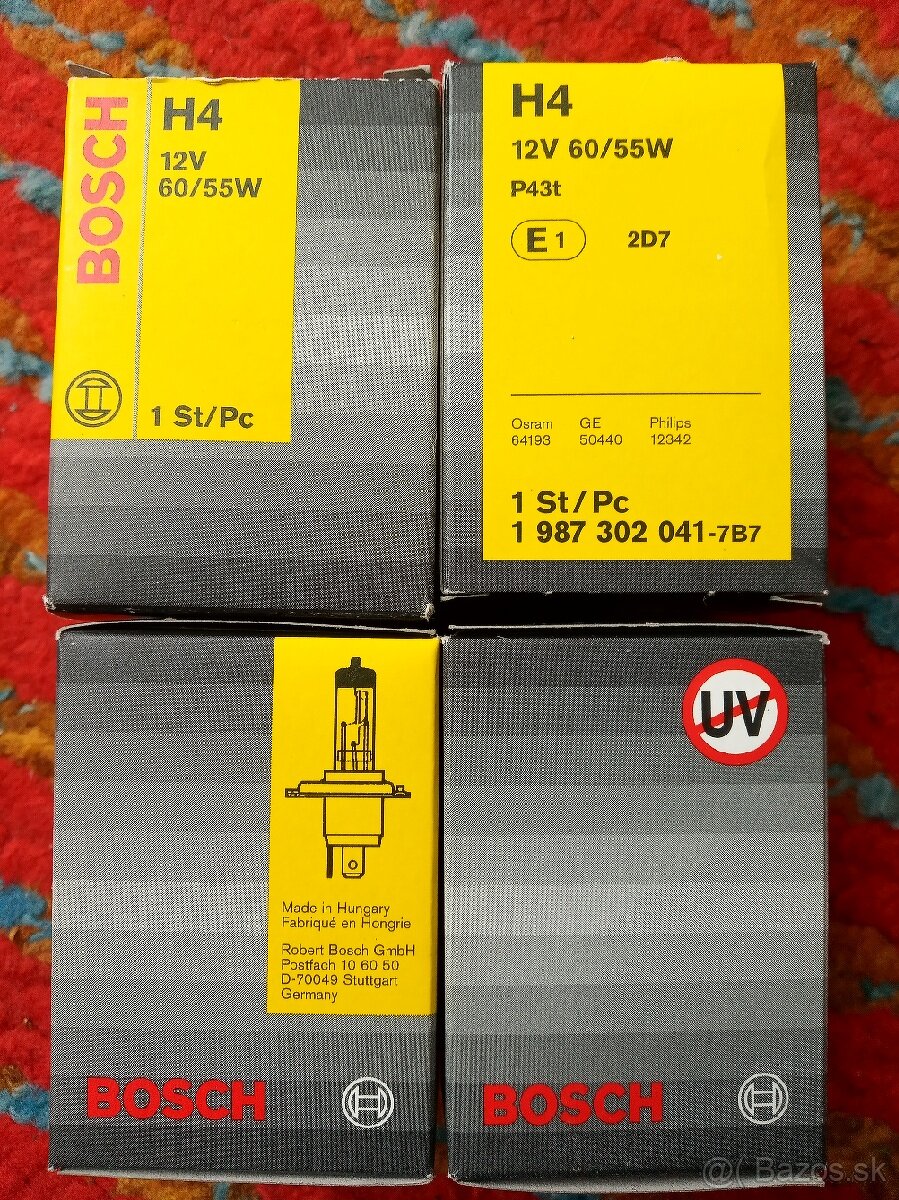 BOSCH
H4
12V
60/55W
1 St/Pc
H4
12V 60/55W
P43t
E1 2D7
Osram GE Philips
64193 50440 12342
1 St/Pc
1 987 302 041-7B7
Made in Hungary
Fabriqué en Hongrie
Robert Bosch GmbH
Postfach 10 60 50
D-70049 Stuttgart
Germany
BOSCH
UV
BOSCH
@( Bazos.sk